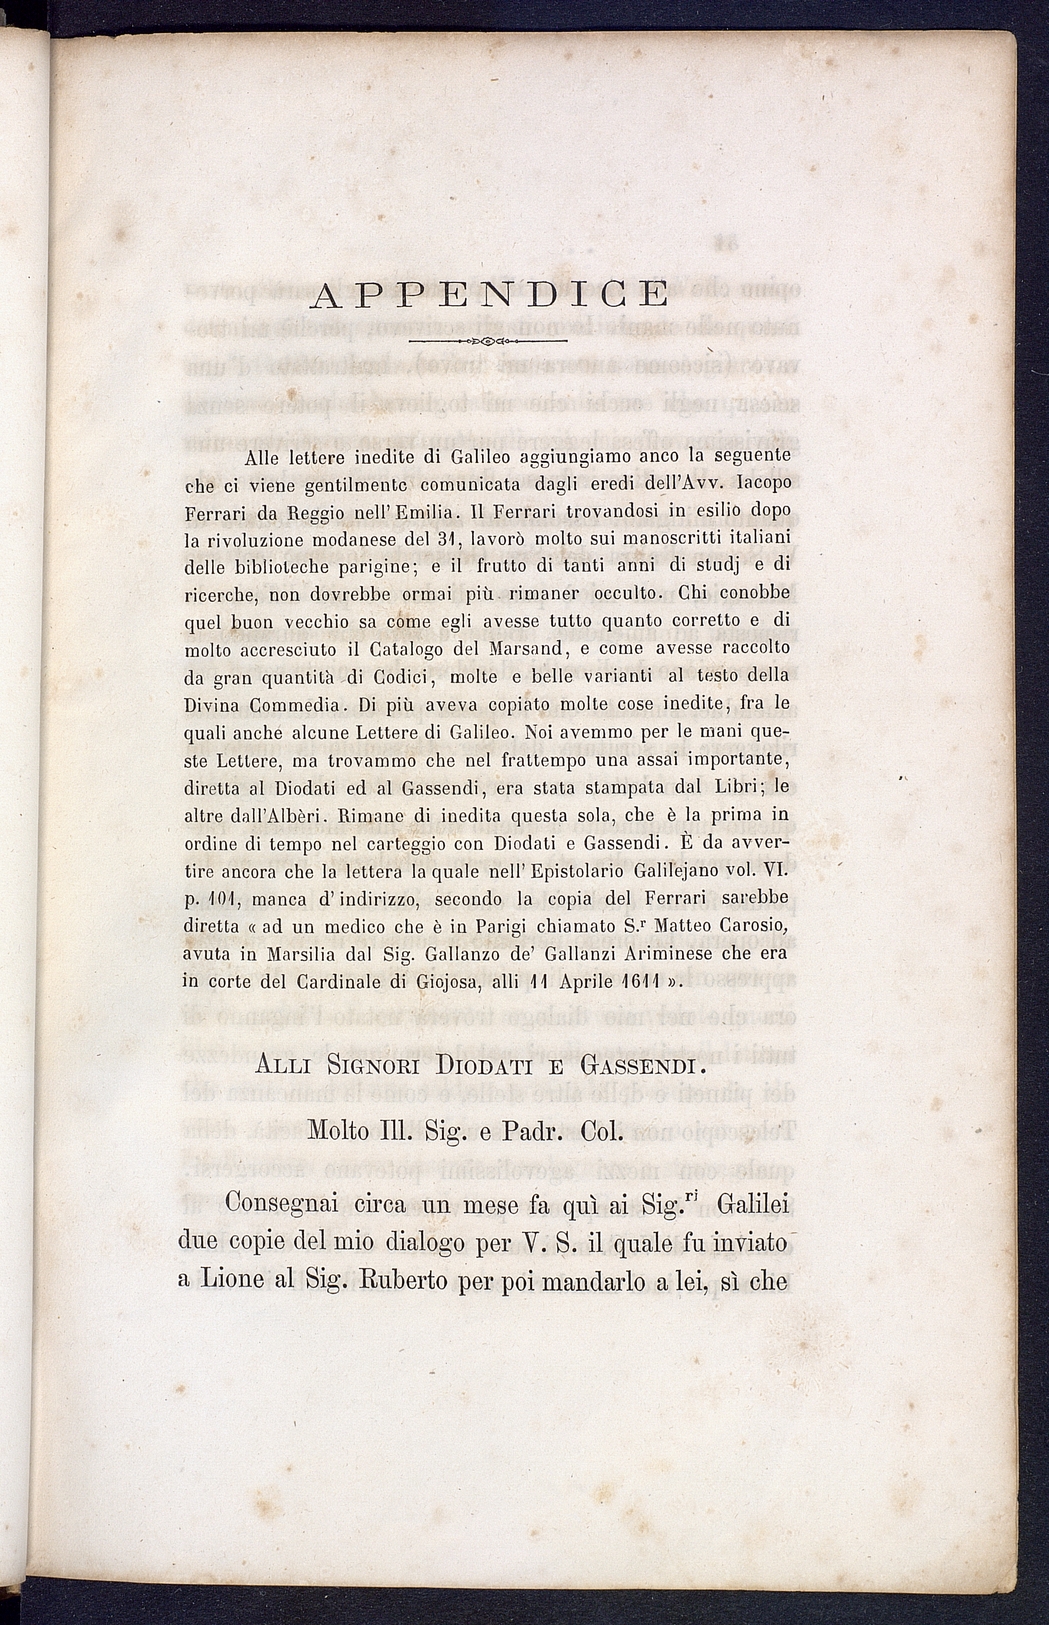 APPENDICE
Alle lettere inedite di Galileo aggiungiamo anco la seguente
che ci viene gentilmente comunicata dagli eredi dell'Avv. Iacopo
Ferrari da Reggio nell'Emilia. Il Ferrari trovandosi in esilio dopo
la rivoluzione modanese del 31, lavorò molto sui manoscritti italiani
delle biblioteche parigine; e il frutto di tanti anni di studj e di
ricerche, non dovrebbe ormai più rimaner occulto. Chi conobbe
quel buon vecchio sa come egli avesse tutto quanto corretto e di
molto accresciuto il Catalogo del Marsand, e come avesse raccolto
da gran quantità di Codici, molte e belle varianti al testo della
Divina Commedia. Di più aveva copiato molte cose inedite, fra le
quali anche alcune Lettere di Galileo. Noi avemmo per le mani que-
ste Lettere, ma trovammo che nel frattempo una assai importante,
diretta al Diodati ed al Gassendi, era stata stampata dal Libri; le
altre dall'Albèri. Rimane di inedita questa sola, che è la prima in
ordine di tempo nel carteggio con Diodati e Gassendi. È da avver-
tire ancora che la lettera la quale nell'Epistolario Galilejano vol. VI.
p. 101, manca d'indirizzo, secondo la copia del Ferrari sarebbe
diretta « ad un medico che è in Parigi chiamato S.r Matteo Carosio,
avuta in Marsilia dal Sig. Gallanzo de' Gallanzi Ariminese che era
in corte del Cardinale di Giojosa, alli 11 Aprile 1611 ».
ALLI SIGNORI DIODATI E GASSENDI.
Molto Ill. Sig. e Padr. Col.
Consegnai circa un mese fa quì ai Sig.ri Galilei
due copie del mio dialogo per V. S. il quale fu inviato
a Lione al Sig. Ruberto per poi mandarlo a lei, sì che